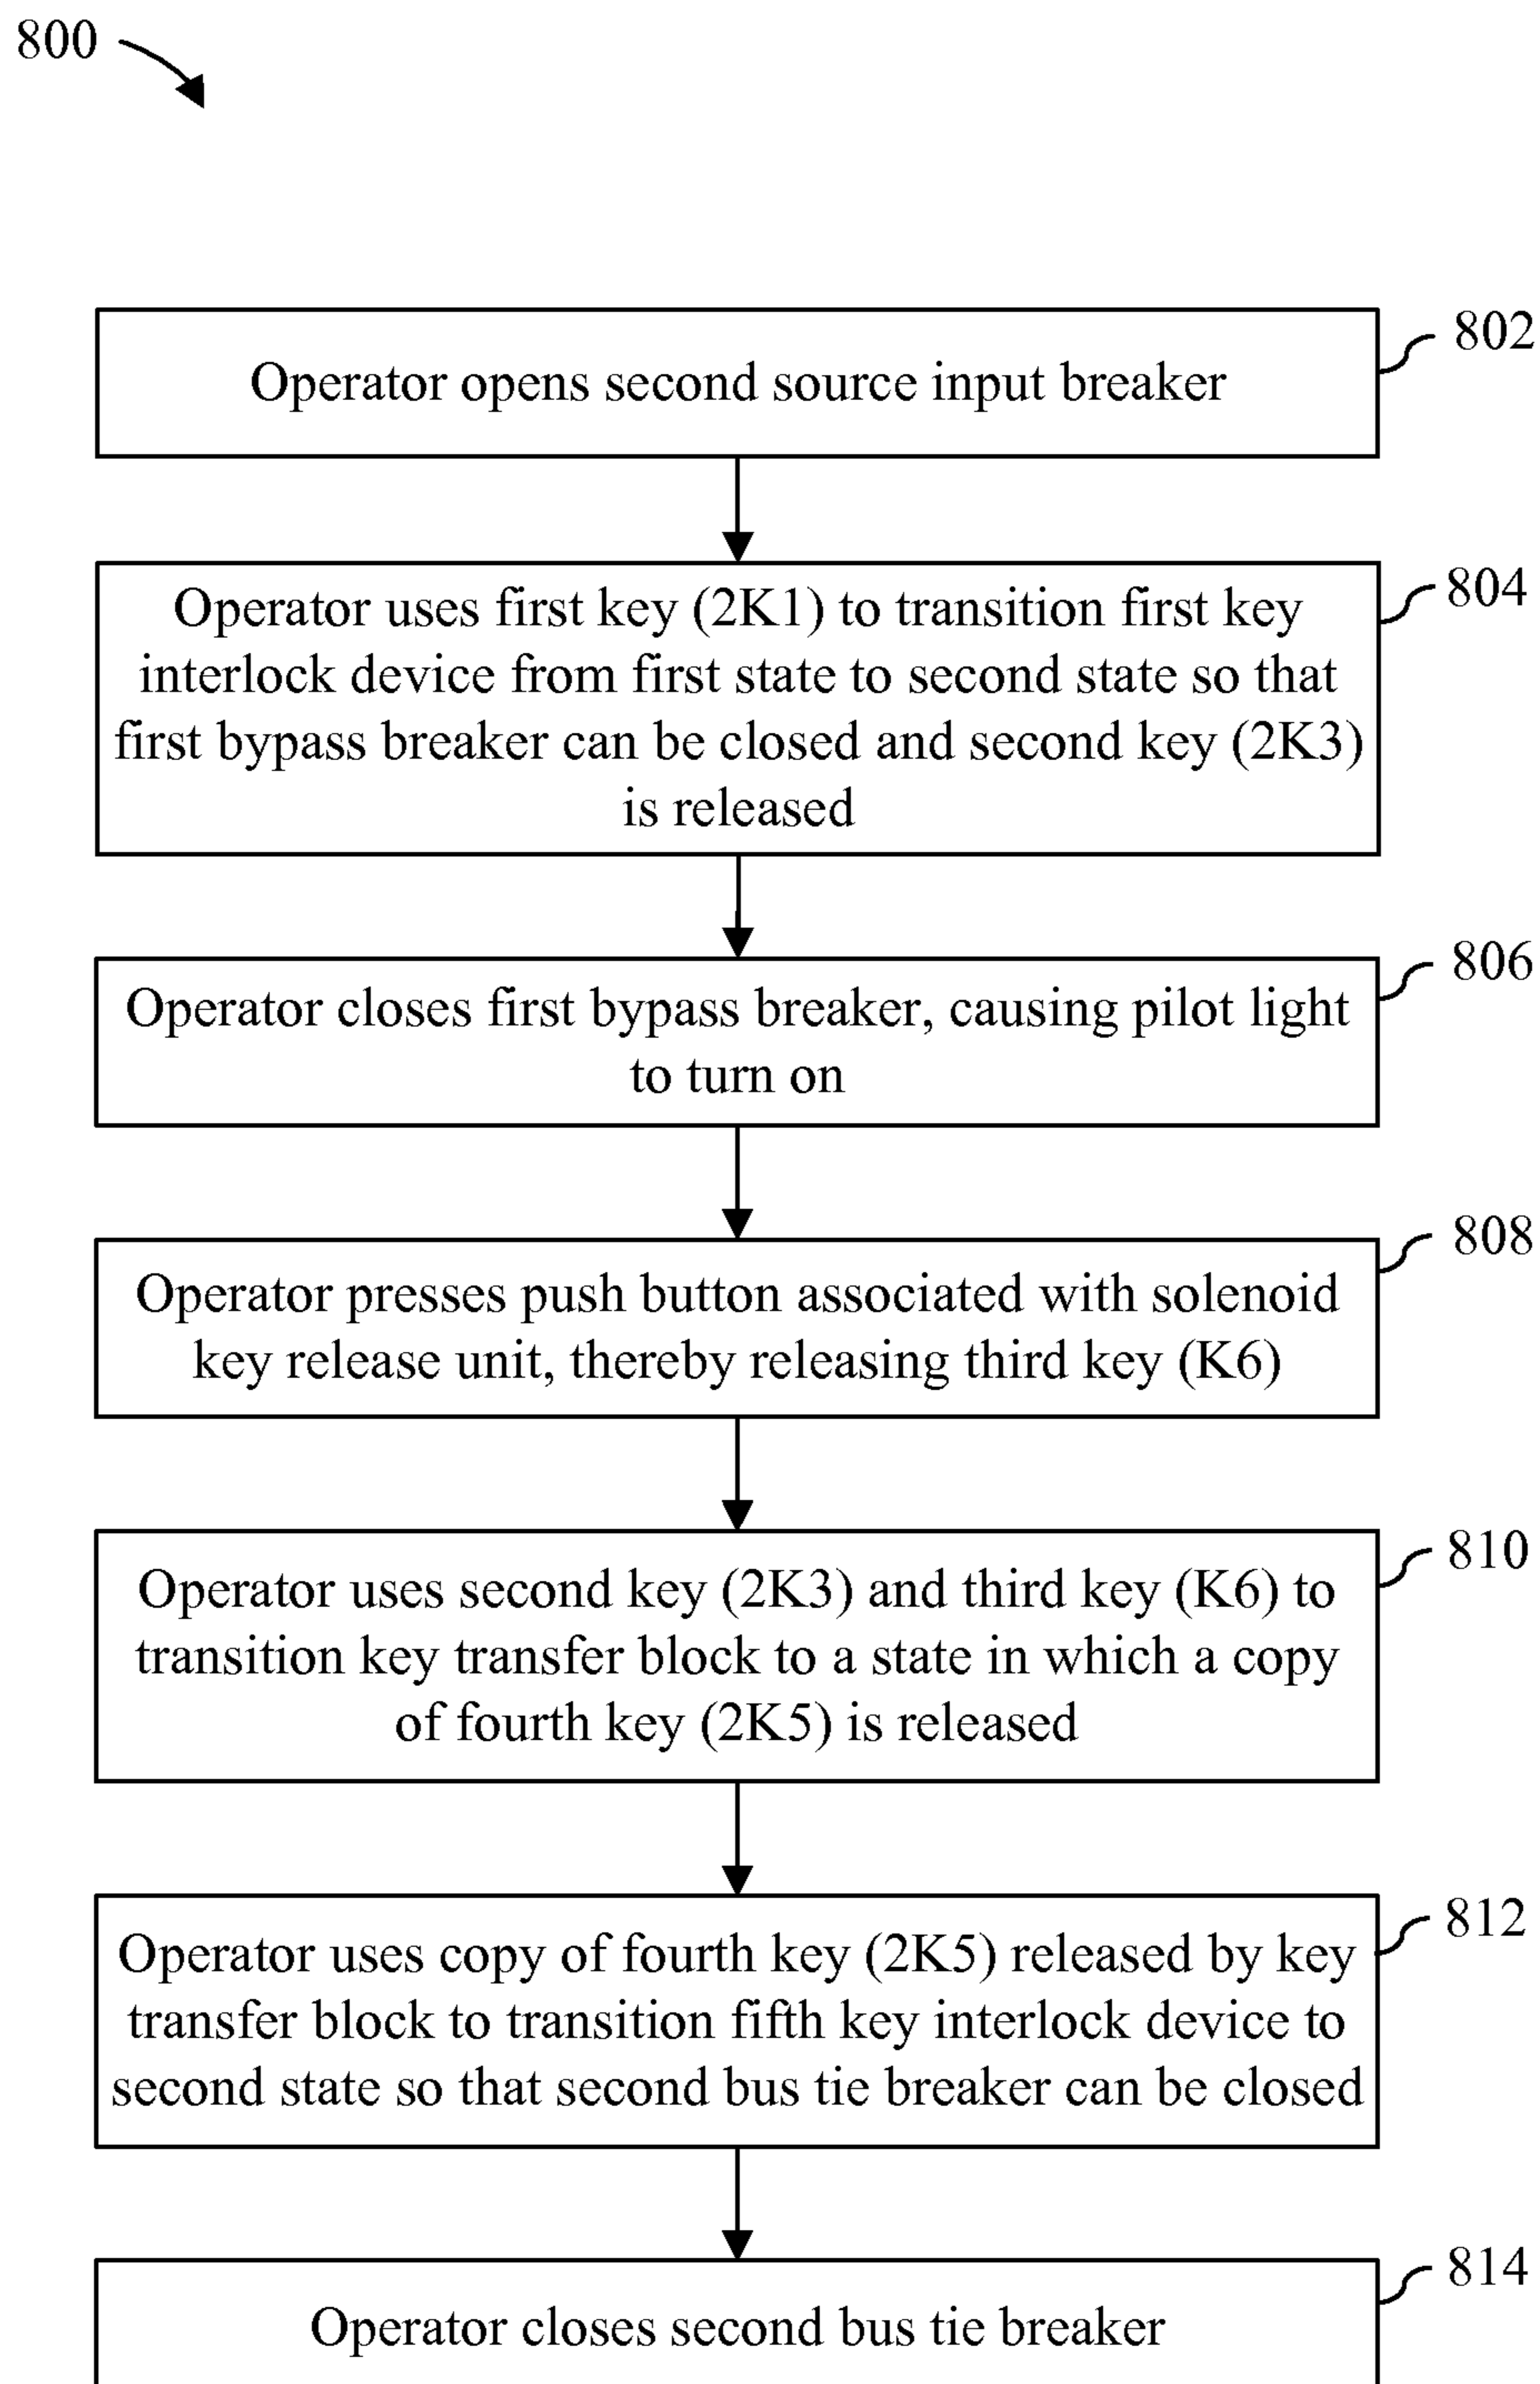 800
802
Operator opens second source input breaker
804
Operator uses first key (2K1) to transition first key
interlock device from first state to second state so that
first bypass breaker can be closed and second key (2K3)
is released
806
Operator closes first bypass breaker, causing pilot light
to turn on
808
Operator presses push button associated with solenoid
key release unit, thereby releasing third key (K6)
810
Operator uses second key (2K3) and third key (K6) to
transition key transfer block to a state in which a copy
of fourth key (2K5) is released
812
Operator uses copy of fourth key (2K5) released by key
transfer block to transition fifth key interlock device to
second state so that second bus tie breaker can be closed
814
Operator closes second bus tie breaker